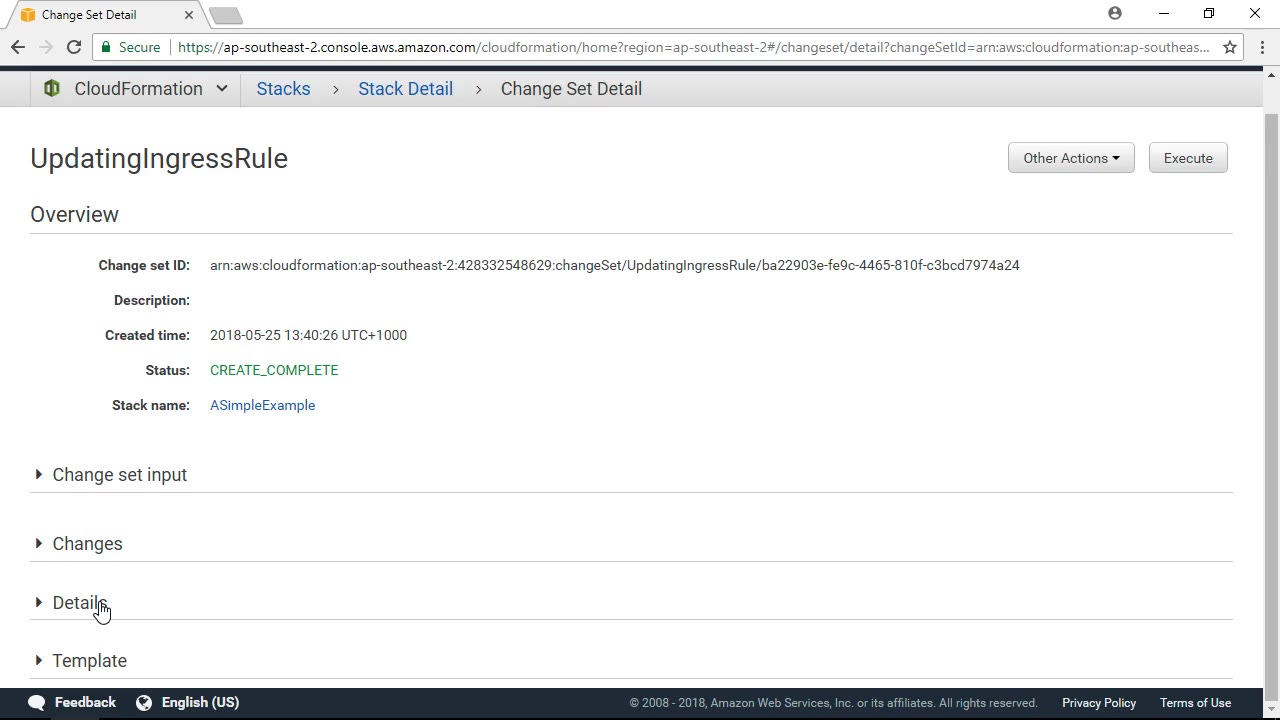 Change Set Detail
Secure https://ap-southeast-2.console.aws.amazon.com/cloudformation/home?region=ap-southeast-2#/changeset/detail?changeSetId=arn:aws:cloudformation:ap-southeas...
CloudFormation Stacks > Stack Detail > Change Set Detail
UpdatingIngressRule Other Actions Execute
Overview
Change set ID: arn:aws:cloudformation:ap-southeast-2:428332548629:changeSet/UpdatingIngressRule/ba22903e-fe9c-4465-810f-c3bcd7974a24
Description:
Created time: 2018-05-25 13:40:26 UTC+1000
Status: CREATE_COMPLETE
Stack name: ASimpleExample
Change set input
Changes
Details
Template
Feedback English (US) © 2008 - 2018, Amazon Web Services, Inc. or its affiliates. All rights reserved. Privacy Policy Terms of Use